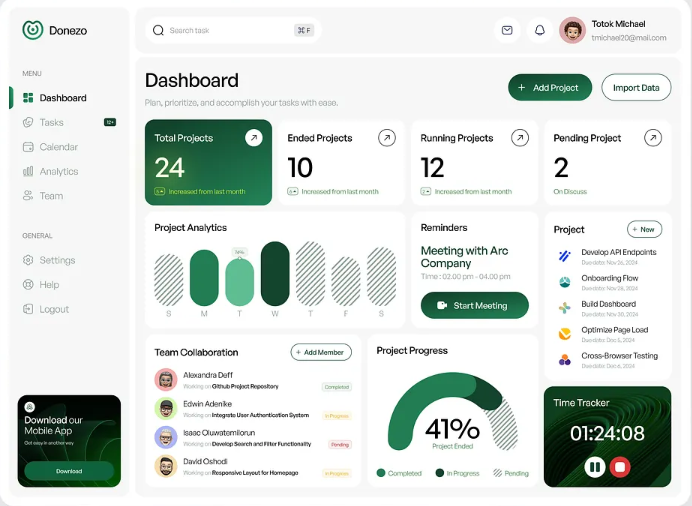 Donezo
MENU
Dashboard
Tasks
12+
Calendar
Analytics
Team
GENERAL
Settings
Help
Logout
Download our
Mobile App
Get easy in another way
Download
Search task
⌘ F
Totok Michael
tmichael20@mail.com
Dashboard
Plan, prioritize, and accomplish your tasks with ease.
+ Add Project
Import Data
Total Projects
24
Increased from last month
Ended Projects
10
Increased from last month
Running Projects
12
Increased from last month
Pending Project
2
On Discuss
Project Analytics
S M T W T F S
Reminders
Meeting with Arc
Company
Time : 02.00 pm - 04.00 pm
Start Meeting
Project
+ New
Develop API Endpoints
Due date: Nov 26, 2024
Onboarding Flow
Due date: Nov 28, 2024
Build Dashboard
Due date: Nov 30, 2024
Optimize Page Load
Due date: Dec 5, 2024
Cross-Browser Testing
Due date: Dec 6, 2024
Team Collaboration
+ Add Member
Alexandra Deff
Working on Github Project Repository
Completed
Edwin Adenike
Working on Integrate User Authentication System
In Progress
Isaac Oluwatemilorun
Working on Develop Search and Filter Functionality
Pending
David Oshodi
Working on Responsive Layout for Homepage
In Progress
Project Progress
41%
Project Ended
Completed
In Progress
Pending
Time Tracker
01:24:08